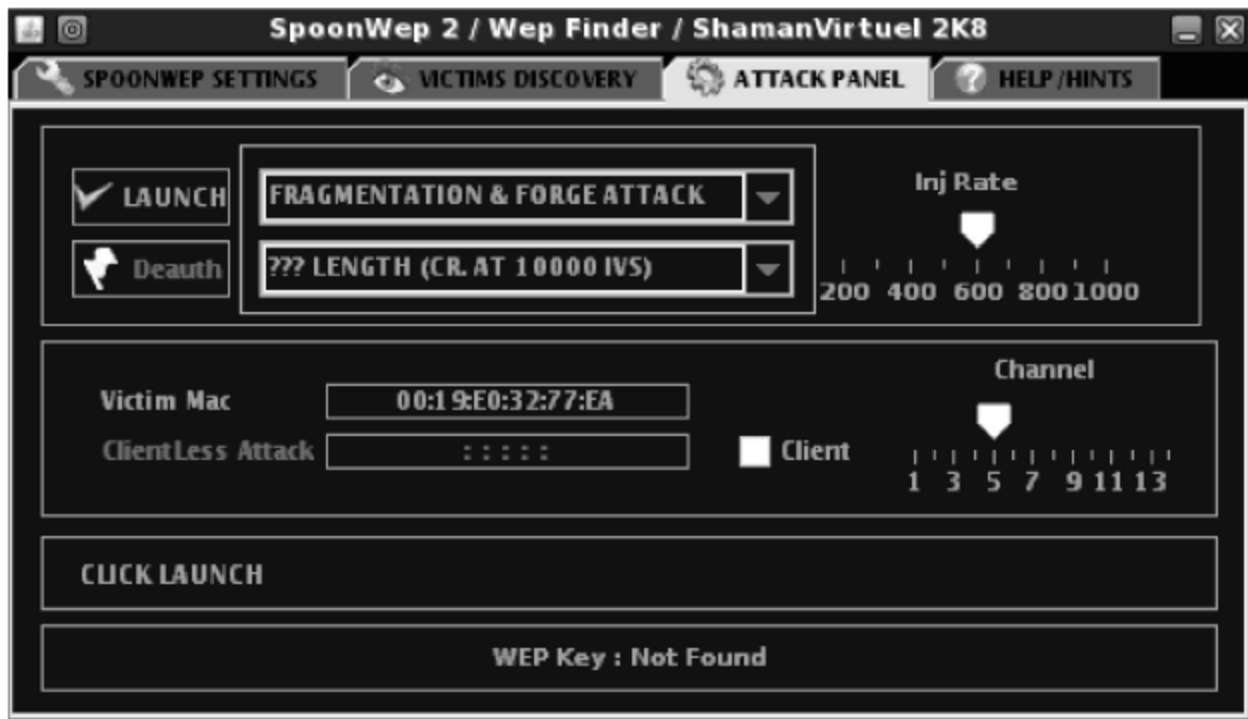 SpoonWep 2 / Wep Finder / ShamanVirtuel 2K8
SPOONWEP SETTINGS VICTIMS DISCOVERY ATTACK PANEL HELP/HINTS
LAUNCH FRAGMENTATION & FORGE ATTACK Inj Rate
Deauth ??? LENGTH (CR. AT 10000 IVS)
200 400 600 800 1000
Channel
Victim Mac 00:19:E0:32:77:EA
ClientLess Attack : : : : : Client
1 3 5 7 9 11 13
CLICK LAUNCH
WEP Key : Not Found